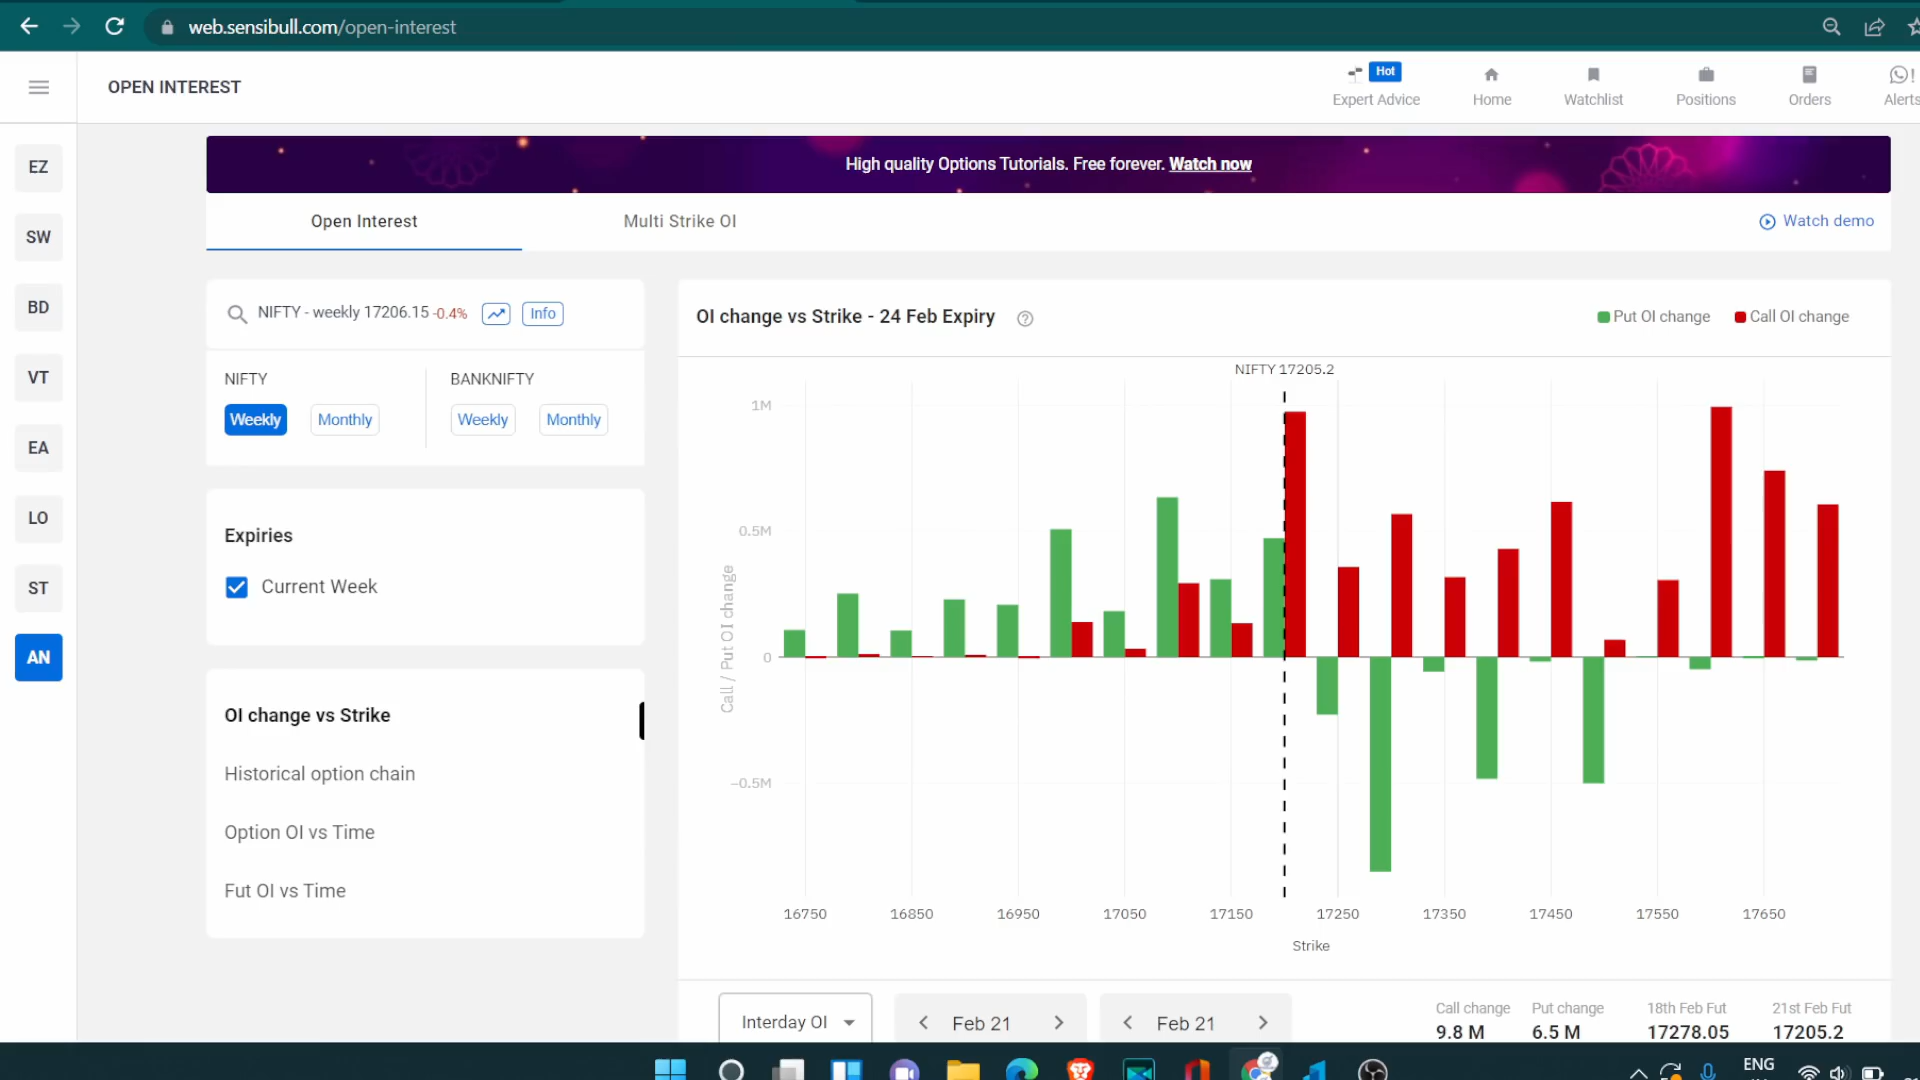 web.sensibull.com/open-interest
OPEN INTEREST
Hot
Expert Advice
Home
Watchlist
Positions
Orders
!
Alerts
EZ
SW
BD
VT
EA
LO
ST
AN
High quality Options Tutorials. Free forever. Watch now
Open Interest
Multi Strike OI
Watch demo
NIFTY - weekly 17206.15 -0.4%
Info
NIFTY
Weekly
Monthly
BANKNIFTY
Weekly
Monthly
Expiries
Current Week
OI change vs Strike
Historical option chain
Option OI vs Time
Fut OI vs Time
OI change vs Strike - 24 Feb Expiry
?
Put OI change
Call OI change
NIFTY 17205.2
1M
0.5M
0
−0.5M
Call / Put OI change
16750 16850 16950 17050 17150 17250 17350 17450 17550 17650
Strike
Interday OI
Feb 21
Feb 21
Call change
9.8 M
Put change
6.5 M
18th Feb Fut
17278.05
21st Feb Fut
17205.2
ENG